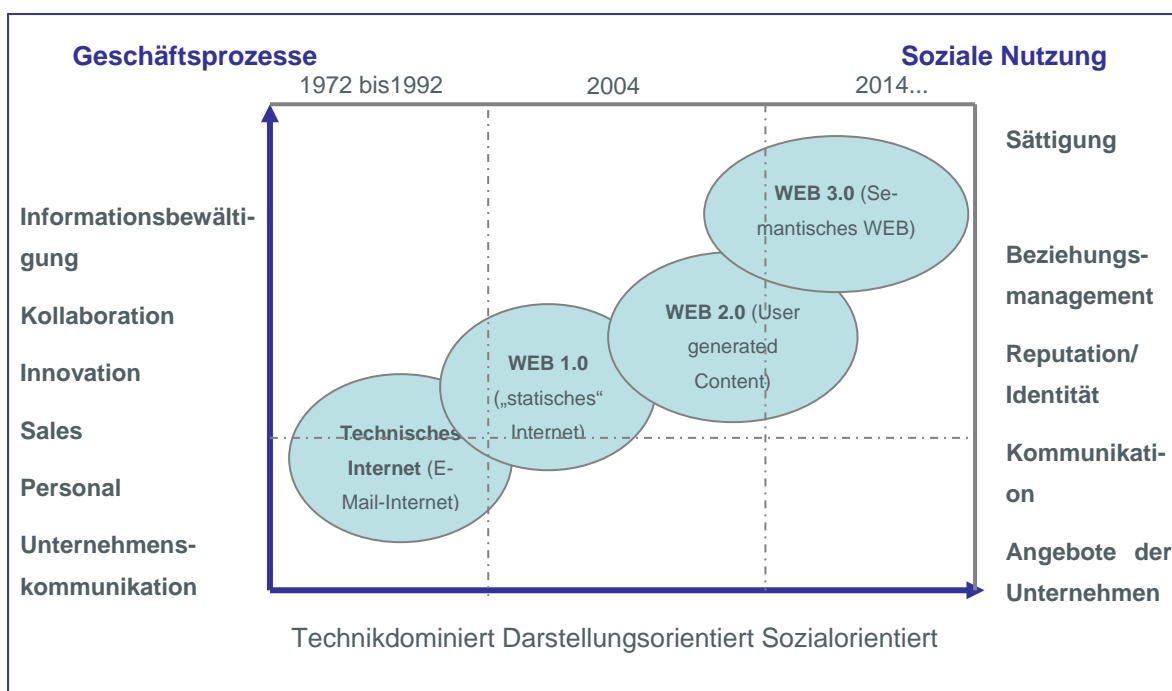 Geschäftsprozesse
Soziale Nutzung
1972 bis1992
2004
2014...
Informationsbewälti-
gung
Kollaboration
Innovation
Sales
Personal
Unternehmens-
kommunikation
WEB 3.0 (Se-
mantisches WEB)
WEB 2.0 (User
generated
Content)
WEB 1.0
(„statisches“
Internet)
Technisches
Internet (E-
Mail-Internet)
Sättigung
Beziehungs-
management
Reputation/
Identität
Kommunikati-
on
Angebote der
Unternehmen
Technikdominiert Darstellungsorientiert Sozialorientiert